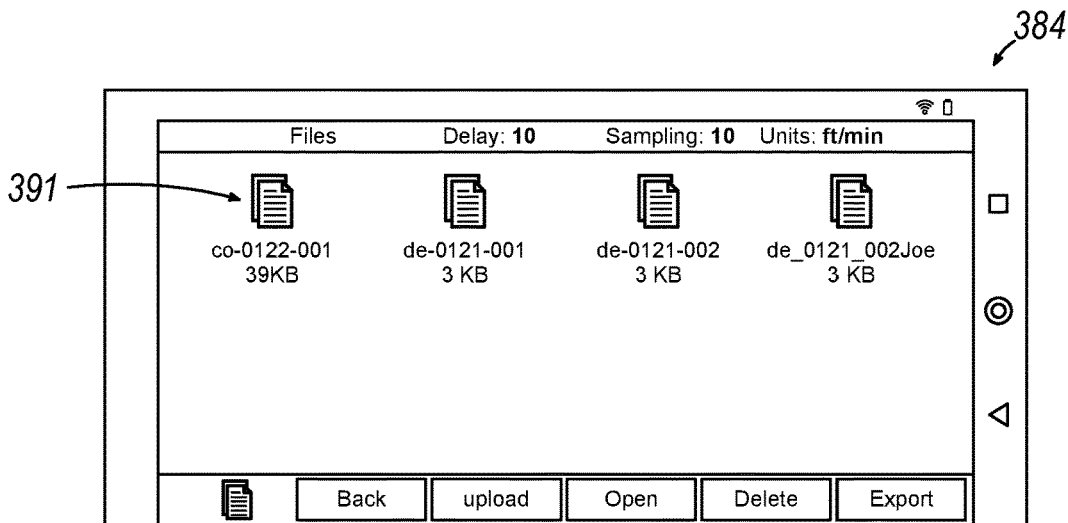 384
Files Delay: 10 Sampling: 10 Units: ft/min
391
co-0122-001 de-0121-001 de-0121-002 de_0121_002Joe
39KB 3 KB 3 KB 3 KB
Back upload Open Delete Export